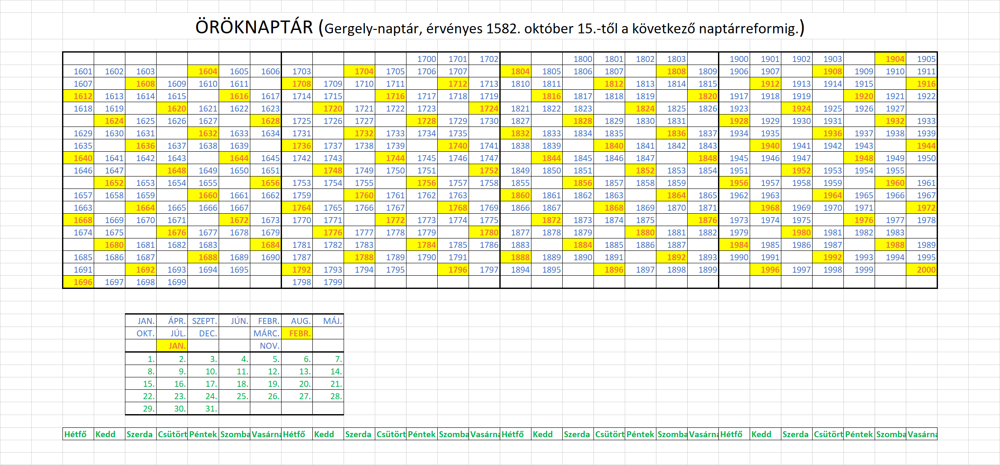 ÖRÖKNAPTÁR (Gergely-naptár, érvényes 1582. október 15.-től a következő naptárreformig.)
1700 1701 1702 1800 1801 1802 1803 1900 1901 1902 1903 1904 1905
1601 1602 1603 1604 1605 1606 1703 1704 1705 1706 1707 1804 1805 1806 1807 1808 1809 1906 1907 1908 1909 1910 1911
1607 1608 1609 1610 1611 1708 1709 1710 1711 1712 1713 1810 1811 1812 1813 1814 1815 1912 1913 1914 1915 1916
1612 1613 1614 1615 1616 1617 1714 1715 1716 1717 1718 1719 1816 1817 1818 1819 1820 1917 1918 1919 1920 1921 1922
1618 1619 1620 1621 1622 1623 1720 1721 1722 1723 1724 1821 1822 1823 1824 1825 1826 1923 1924 1925 1926 1927
1624 1625 1626 1627 1628 1725 1726 1727 1728 1729 1730 1827 1828 1829 1830 1831 1928 1929 1930 1931 1932 1933
1629 1630 1631 1632 1633 1634 1731 1732 1733 1734 1735 1832 1833 1834 1835 1836 1837 1934 1935 1936 1937 1938 1939
1635 1636 1637 1638 1639 1736 1737 1738 1739 1740 1741 1838 1839 1840 1841 1842 1843 1940 1941 1942 1943 1944
1640 1641 1642 1643 1644 1645 1742 1743 1744 1745 1746 1747 1844 1845 1846 1847 1848 1945 1946 1947 1948 1949 1950
1646 1647 1648 1649 1650 1651 1748 1749 1750 1751 1752 1849 1850 1851 1852 1853 1854 1951 1952 1953 1954 1955
1652 1653 1654 1655 1656 1753 1754 1755 1756 1757 1758 1855 1856 1857 1858 1859 1956 1957 1958 1959 1960 1961
1657 1658 1659 1660 1661 1662 1759 1760 1761 1762 1763 1860 1861 1862 1863 1864 1865 1962 1963 1964 1965 1966 1967
1663 1664 1665 1666 1667 1764 1765 1766 1767 1768 1769 1866 1867 1868 1869 1870 1871 1968 1969 1970 1971 1972
1668 1669 1670 1671 1672 1673 1770 1771 1772 1773 1774 1775 1872 1873 1874 1875 1876 1973 1974 1975 1976 1977 1978
1674 1675 1676 1677 1678 1679 1776 1777 1778 1779 1780 1877 1878 1879 1880 1881 1882 1979 1980 1981 1982 1983
1680 1681 1682 1683 1684 1781 1782 1783 1784 1785 1786 1883 1884 1885 1886 1887 1984 1985 1986 1987 1988 1989
1685 1686 1687 1688 1689 1690 1787 1788 1789 1790 1791 1888 1889 1890 1891 1892 1893 1990 1991 1992 1993 1994 1995
1691 1692 1693 1694 1695 1792 1793 1794 1795 1796 1797 1894 1895 1896 1897 1898 1899 1996 1997 1998 1999 2000
1696 1697 1698 1699 1798 1799
JAN. ÁPR. SZEPT. JÚN. FEBR. AUG. MÁJ.
OKT. JÚL. DEC. MÁRC. FEBR.
JAN. NOV.
1. 2. 3. 4. 5. 6. 7.
8. 9. 10. 11. 12. 13. 14.
15. 16. 17. 18. 19. 20. 21.
22. 23. 24. 25. 26. 27. 28.
29. 30. 31.
Hétfő Kedd Szerda Csütört Péntek Szomba Vasárna Hétfő Kedd Szerda Csütört Péntek Szomba Vasárna Hétfő Kedd Szerda Csütört Péntek Szomba Vasárna Hétfő Kedd Szerda Csütört Péntek Szomba Vasárna